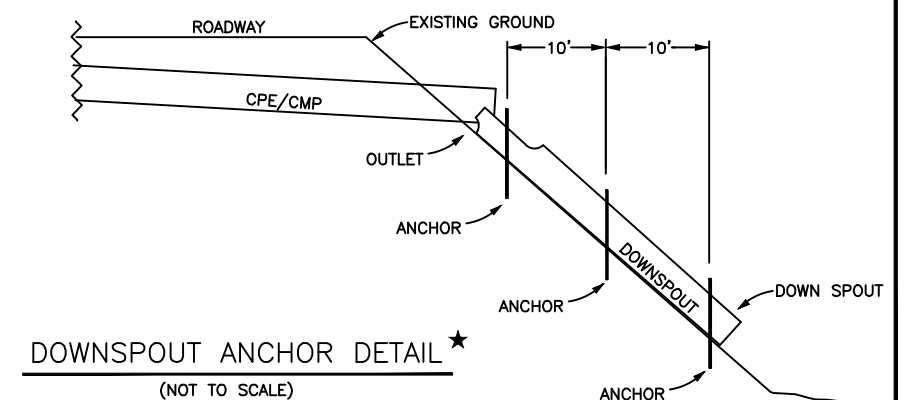 ROADWAY
EXISTING GROUND
10'
10'
CPE/CMP
OUTLET
ANCHOR
DOWNSPOUT
DOWN SPOUT
ANCHOR
DOWNSPOUT ANCHOR DETAIL★
(NOT TO SCALE)
ANCHOR